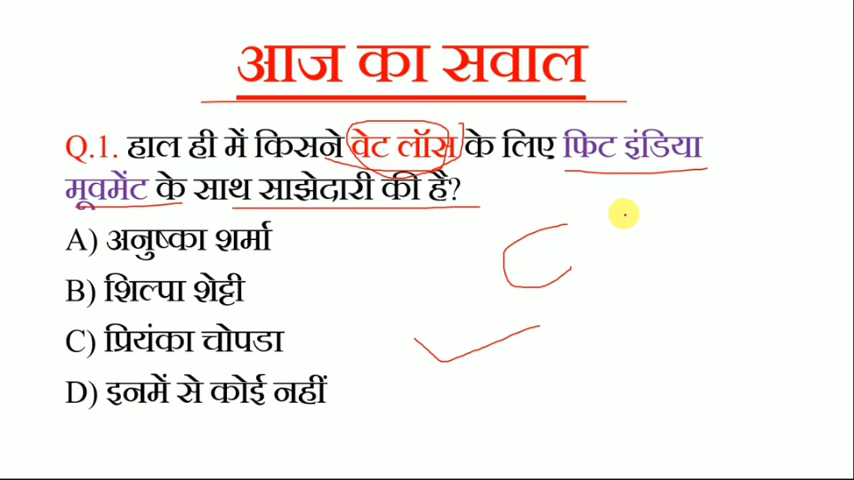 आज का सवाल
Q.1. हाल ही में किसने वेट लॉस के लिए फिट इंडिया
मूवमेंट के साथ साझेदारी की है?
A) अनुष्का शर्मा
B) शिल्पा शेट्टी
C) प्रियंका चोपडा
D) इनमें से कोई नहीं